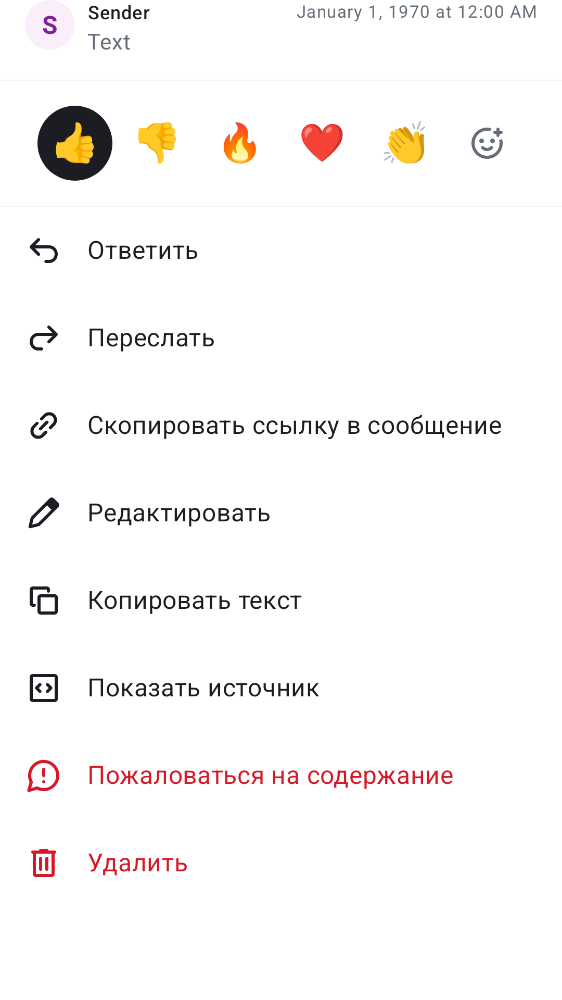 S
Sender
January 1, 1970 at 12:00 AM
Text
Ответить
Переслать
Скопировать ссылку в сообщение
Редактировать
Копировать текст
Показать источник
Пожаловаться на содержание
Удалить